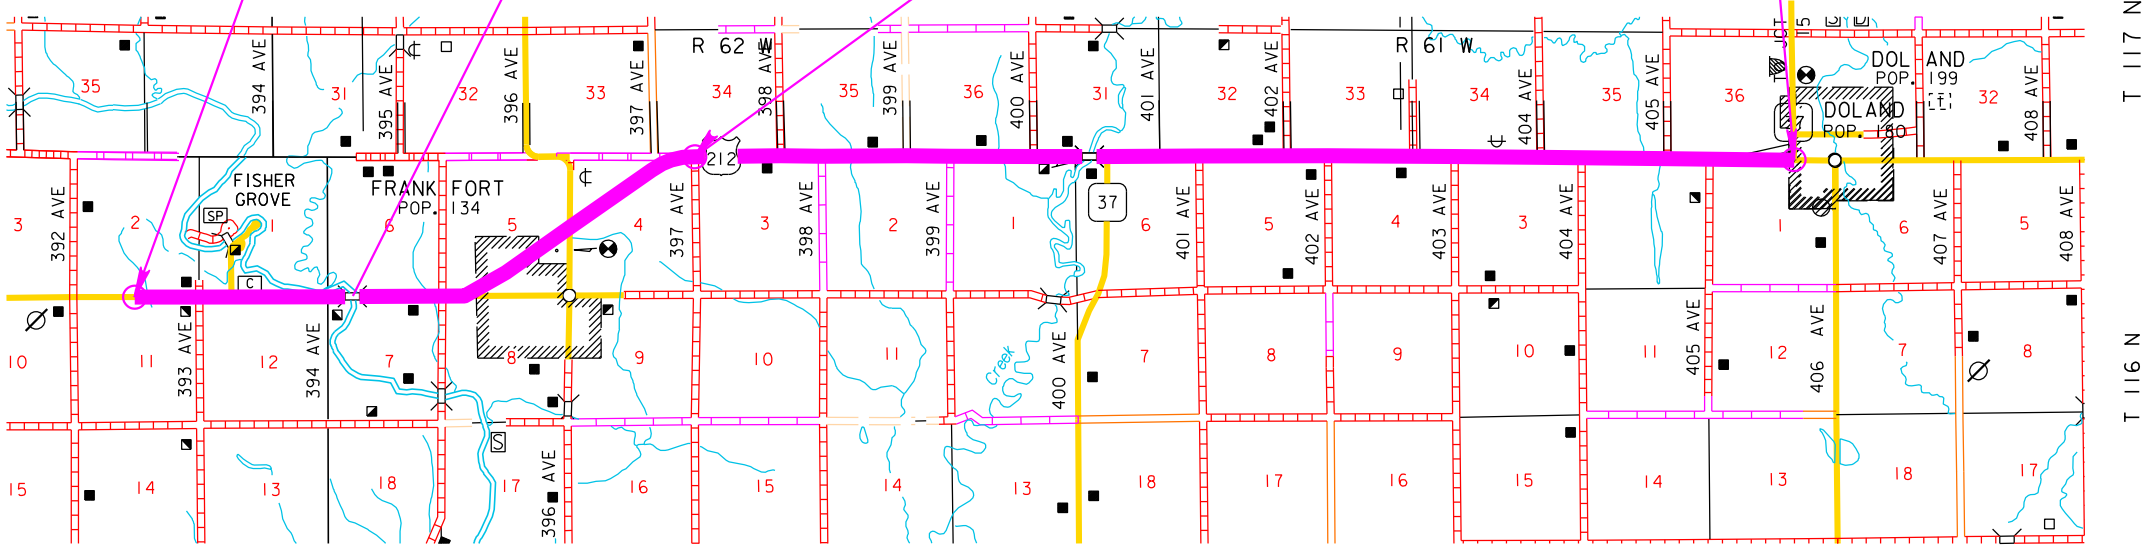 R 62 W
R 61 W
T 117 N
394 AVE
395 AVE
396 AVE
397 AVE
398 AVE
399 AVE
400 AVE
401 AVE
402 AVE
404 AVE
405 AVE
408 AVE
35
31
32
33
34
35
36
31
32
33
34
35
36
32
DOLAND
POP. 199
DOLAND
POP. 180
212
FISHER
GROVE
SP
C
FRANKFORT
POP. 134
37
392 AVE
397 AVE
398 AVE
399 AVE
401 AVE
402 AVE
403 AVE
404 AVE
407 AVE
408 AVE
3
2
1
6
5
4
3
2
1
6
5
4
3
1
6
5
393 AVE
394 AVE
400 AVE
405 AVE
406 AVE
10
11
12
7
8
9
10
11
Creek
7
8
9
10
11
12
7
8
T 116 N
S
396 AVE
15
14
13
18
17
16
15
14
13
18
17
16
15
14
13
18
17